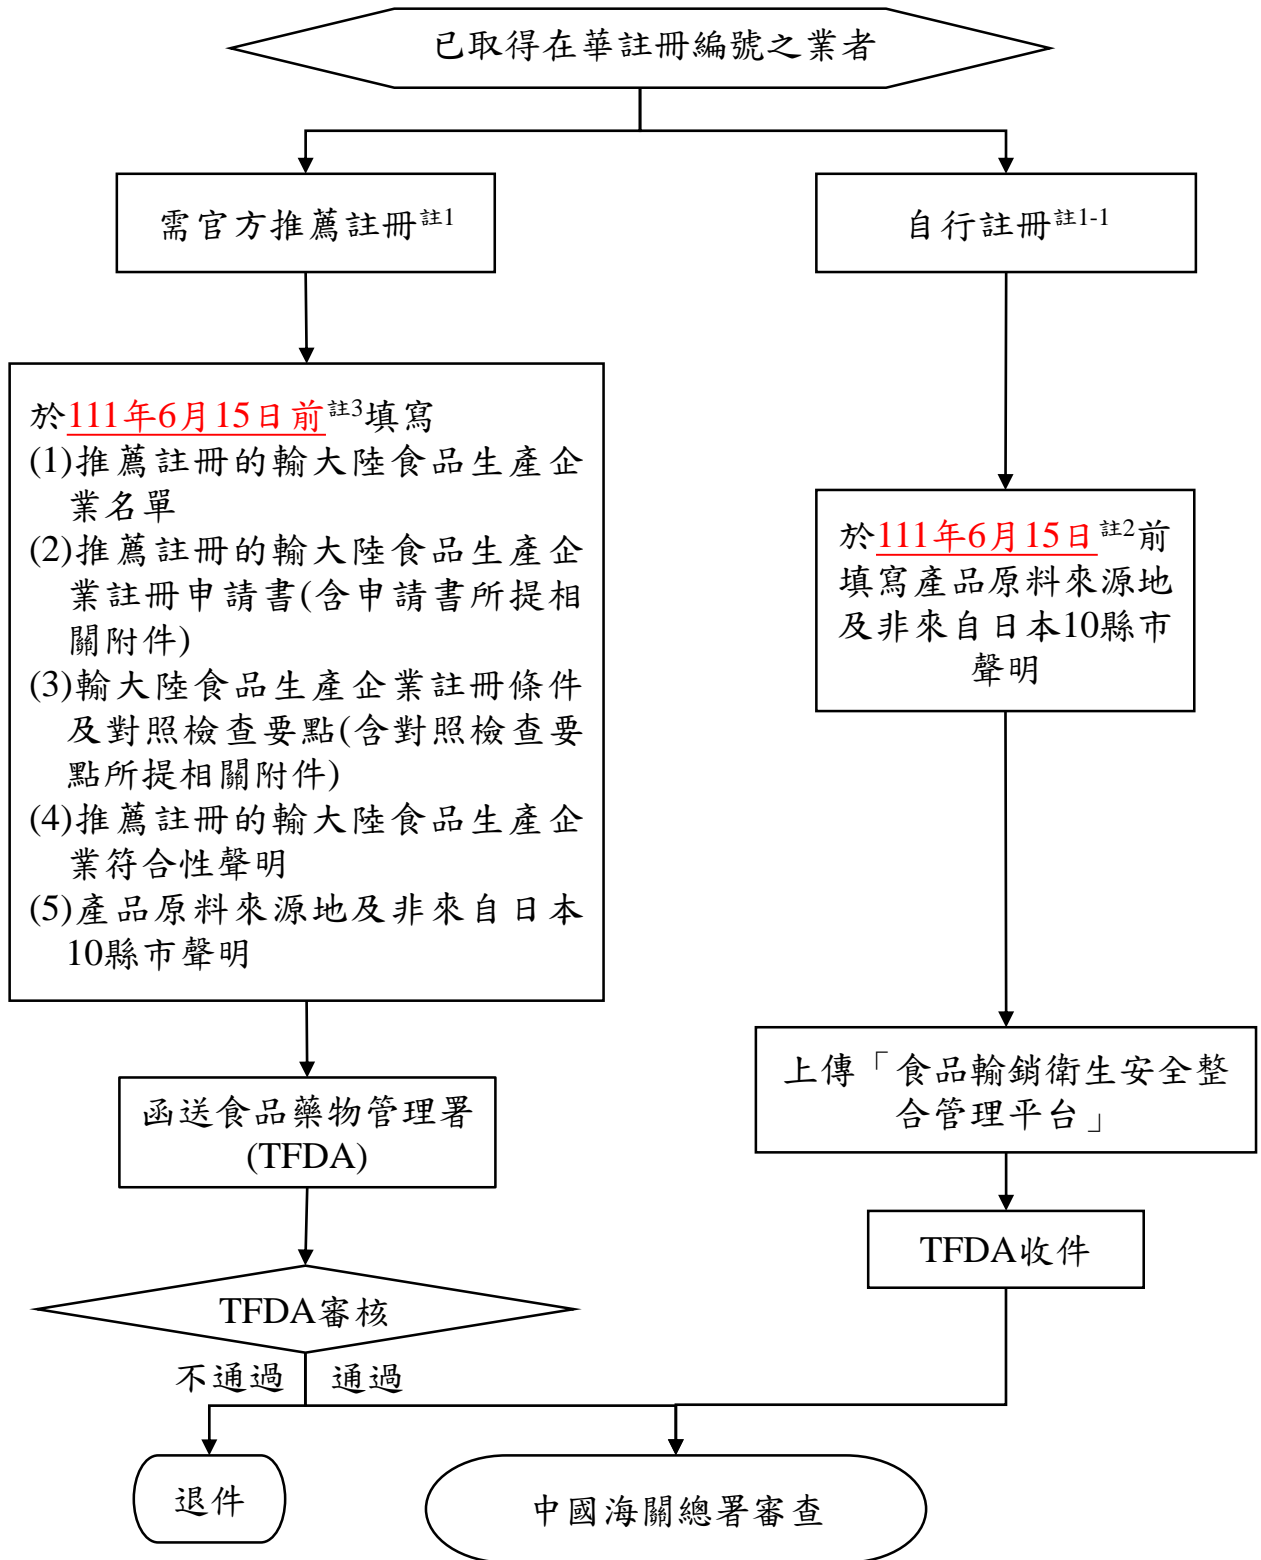 已取得在華註冊編號之業者
需官方推薦註冊註1
自行註冊註1-1
於111年6月15日前註3填寫
(1)推薦註冊的輸大陸食品生產企
業名單
(2)推薦註冊的輸大陸食品生產企
業註冊申請書(含申請書所提相
關附件)
(3)輸大陸食品生產企業註冊條件
及對照檢查要點(含對照檢查要
點所提相關附件)
(4)推薦註冊的輸大陸食品生產企
業符合性聲明
(5)產品原料來源地及非來自日本
10縣市聲明
於111年6月15日註2前
填寫產品原料來源地
及非來自日本10縣市
聲明
函送食品藥物管理署
(TFDA)
上傳「食品輸銷衛生安全整
合管理平台」
TFDA收件
TFDA審核
不通過
通過
退件
中國海關總署審查